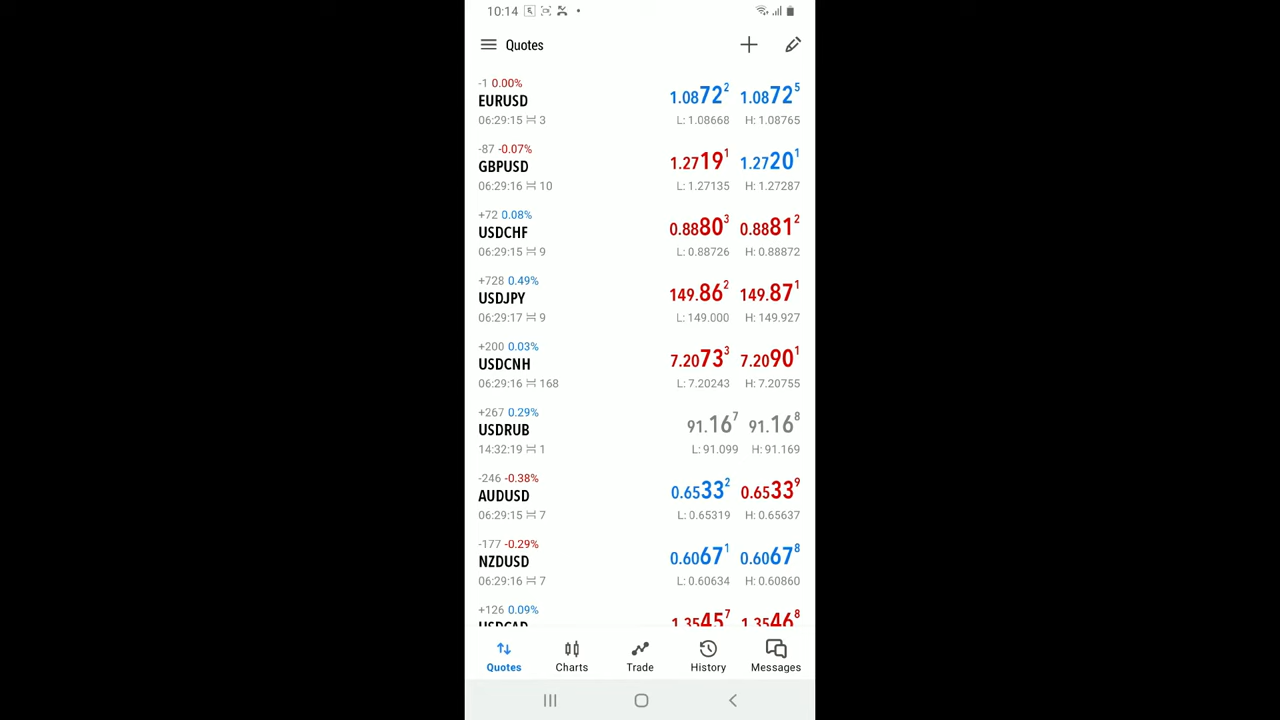 10:14
Quotes
-1 0.00%
EURUSD
1.08722 1.08725
06:29:15 3 L: 1.08668 H: 1.08765
-87 -0.07%
GBPUSD
1.27191 1.27201
06:29:16 10 L: 1.27135 H: 1.27287
+72 0.08%
USDCHF
0.88803 0.88812
06:29:15 9 L: 0.88726 H: 0.88872
+728 0.49%
USDJPY
149.862 149.871
06:29:17 9 L: 149.000 H: 149.927
+200 0.03%
USDCNH
7.20733 7.20901
06:29:16 168 L: 7.20243 H: 7.20755
+267 0.29%
USDRUB
91.167 91.168
14:32:19 1 L: 91.099 H: 91.169
-246 -0.38%
AUDUSD
0.65332 0.65339
06:29:15 7 L: 0.65319 H: 0.65637
-177 -0.29%
NZDUSD
0.60671 0.60678
06:29:16 7 L: 0.60634 H: 0.60860
+126 0.09%
USDCAD
1.35457 1.35468
Quotes Charts Trade History Messages